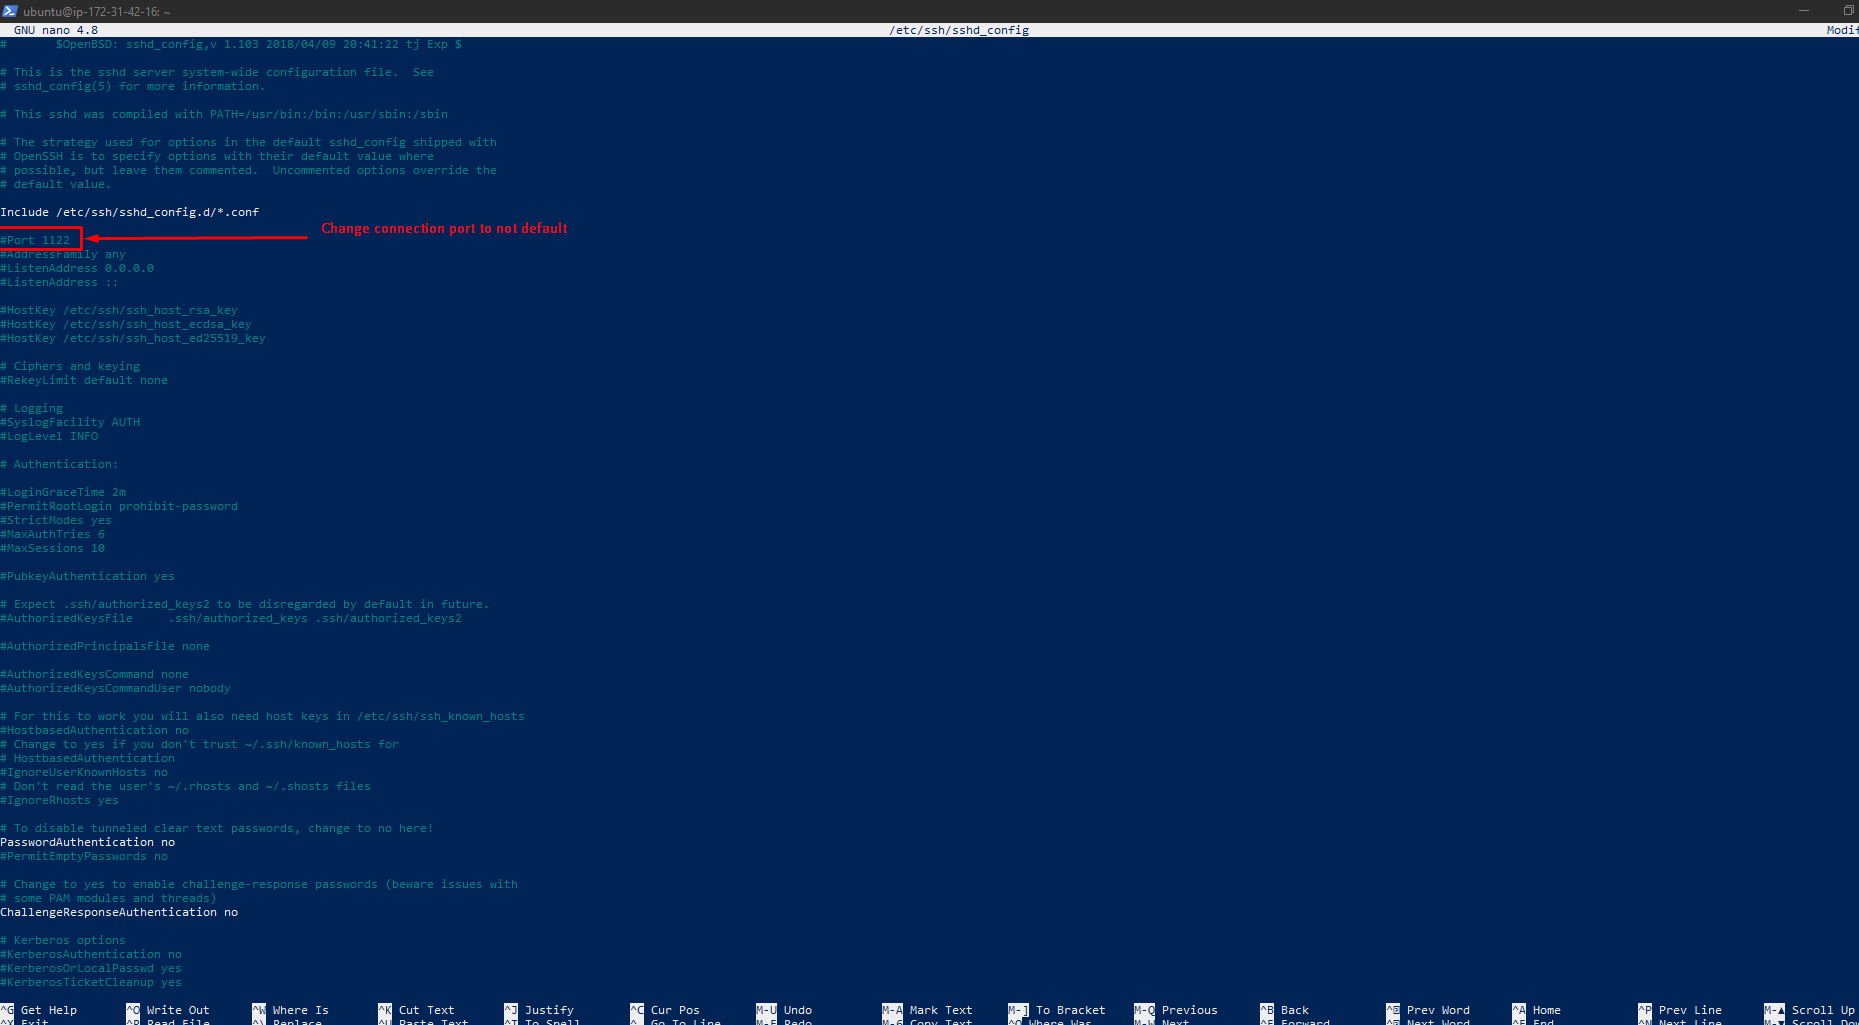 ubuntu@ip-172-31-42-16: ~
GNU nano 4.8 /etc/ssh/sshd_config Modif
# $OpenBSD: sshd_config,v 1.103 2018/04/09 20:41:22 tj Exp $
# This is the sshd server system-wide configuration file. See
# sshd_config(5) for more information.
# This sshd was compiled with PATH=/usr/bin:/bin:/usr/sbin:/sbin
# The strategy used for options in the default sshd_config shipped with
# OpenSSH is to specify options with their default value where
# possible, but leave them commented. Uncommented options override the
# default value.
Include /etc/ssh/sshd_config.d/*.conf
Change connection port to not default
#Port 1122
#AddressFamily any
#ListenAddress 0.0.0.0
#ListenAddress ::
#HostKey /etc/ssh/ssh_host_rsa_key
#HostKey /etc/ssh/ssh_host_ecdsa_key
#HostKey /etc/ssh/ssh_host_ed25519_key
# Ciphers and keying
#RekeyLimit default none
# Logging
#SyslogFacility AUTH
#LogLevel INFO
# Authentication:
#LoginGraceTime 2m
#PermitRootLogin prohibit-password
#StrictModes yes
#MaxAuthTries 6
#MaxSessions 10
#PubkeyAuthentication yes
# Expect .ssh/authorized_keys2 to be disregarded by default in future.
#AuthorizedKeysFile .ssh/authorized_keys .ssh/authorized_keys2
#AuthorizedPrincipalsFile none
#AuthorizedKeysCommand none
#AuthorizedKeysCommandUser nobody
# For this to work you will also need host keys in /etc/ssh/ssh_known_hosts
#HostbasedAuthentication no
# Change to yes if you don't trust ~/.ssh/known_hosts for
# HostbasedAuthentication
#IgnoreUserKnownHosts no
# Don't read the user's ~/.rhosts and ~/.shosts files
#IgnoreRhosts yes
# To disable tunneled clear text passwords, change to no here!
PasswordAuthentication no
#PermitEmptyPasswords no
# Change to yes to enable challenge-response passwords (beware issues with
# some PAM modules and threads)
ChallengeResponseAuthentication no
# Kerberos options
#KerberosAuthentication no
#KerberosOrLocalPasswd yes
#KerberosTicketCleanup yes
^G Get Help ^O Write Out ^W Where Is ^K Cut Text ^J Justify ^C Cur Pos M-U Undo M-A Mark Text M-] To Bracket M-Q Previous ^B Back Prev Word ^A Home ^P Prev Line M-▲ Scroll Up
^X Exit ^R Read File ^\ Replace ^U Paste Text ^T To Spell ^_ Go To Line M-E Redo M-6 Copy Text ^Q Where Was M-W Next ^F Forward Next Word ^E End ^N Next Line M-▼ Scroll Do